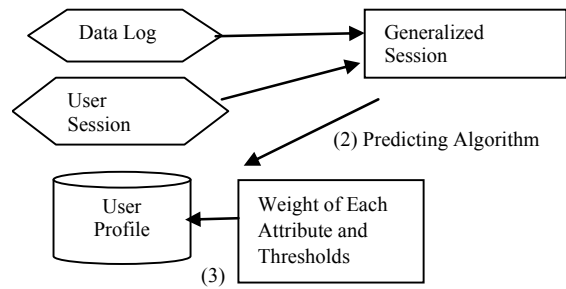 Data Log
Generalized
Session
User
Session
(2) Predicting Algorithm
User
Profile
Weight of Each
Attribute and
Thresholds
(3)